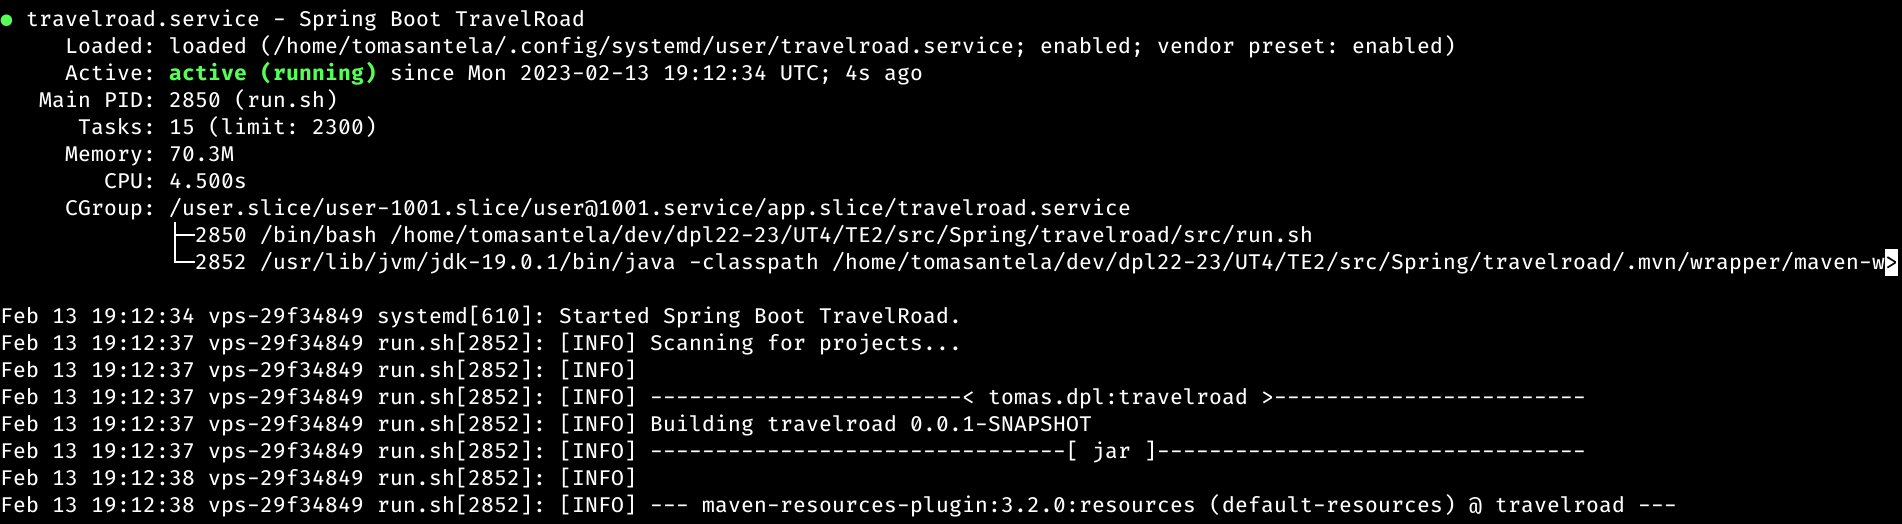 ● travelroad.service - Spring Boot TravelRoad
     Loaded: loaded (/home/tomasantela/.config/systemd/user/travelroad.service; enabled; vendor preset: enabled)
     Active: active (running) since Mon 2023-02-13 19:12:34 UTC; 4s ago
   Main PID: 2850 (run.sh)
      Tasks: 15 (limit: 2300)
     Memory: 70.3M
        CPU: 4.500s
     CGroup: /user.slice/user-1001.slice/user@1001.service/app.slice/travelroad.service
             ├─2850 /bin/bash /home/tomasantela/dev/dpl22-23/UT4/TE2/src/Spring/travelroad/src/run.sh
             └─2852 /usr/lib/jvm/jdk-19.0.1/bin/java -classpath /home/tomasantela/dev/dpl22-23/UT4/TE2/src/Spring/travelroad/.mvn/wrapper/maven-w>

Feb 13 19:12:34 vps-29f34849 systemd[610]: Started Spring Boot TravelRoad.
Feb 13 19:12:37 vps-29f34849 run.sh[2852]: [INFO] Scanning for projects...
Feb 13 19:12:37 vps-29f34849 run.sh[2852]: [INFO]
Feb 13 19:12:37 vps-29f34849 run.sh[2852]: [INFO] ------------------------< tomas.dpl:travelroad >------------------------
Feb 13 19:12:37 vps-29f34849 run.sh[2852]: [INFO] Building travelroad 0.0.1-SNAPSHOT
Feb 13 19:12:37 vps-29f34849 run.sh[2852]: [INFO] --------------------------------[ jar ]---------------------------------
Feb 13 19:12:38 vps-29f34849 run.sh[2852]: [INFO]
Feb 13 19:12:38 vps-29f34849 run.sh[2852]: [INFO] --- maven-resources-plugin:3.2.0:resources (default-resources) @ travelroad ---